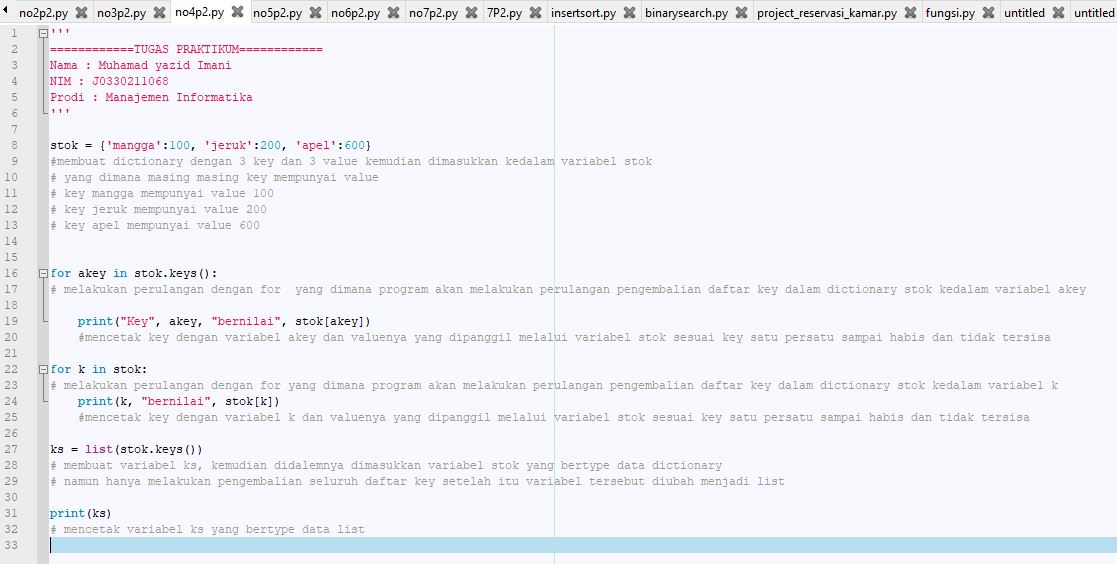 no2p2.py no3p2.py no4p2.py no5p2.py no6p2.py no7p2.py 7P2.py insertsort.py binarysearch.py project_reservasi_kamar.py fungsi.py untitled untitled
1 '''
2 ============TUGAS PRAKTIKUM============
3 Nama : Muhamad yazid Imani
4 NIM : J0330211068
5 Prodi : Manajemen Informatika
6 '''
7
8 stok = {'mangga':100, 'jeruk':200, 'apel':600}
9 #membuat dictionary dengan 3 key dan 3 value kemudian dimasukkan kedalam variabel stok
10 # yang dimana masing masing key mempunyai value
11 # key mangga mempunyai value 100
12 # key jeruk mempunyai value 200
13 # key apel mempunyai value 600
14
15
16 for akey in stok.keys():
17 # melakukan perulangan dengan for  yang dimana program akan melakukan perulangan pengembalian daftar key dalam dictionary stok kedalam variabel akey
18
19     print("Key", akey, "bernilai", stok[akey])
20     #mencetak key dengan variabel akey dan valuenya yang dipanggil melalui variabel stok sesuai key satu persatu sampai habis dan tidak tersisa
21
22 for k in stok:
23 # melakukan perulangan dengan for yang dimana program akan melakukan perulangan pengembalian daftar key dalam dictionary stok kedalam variabel k
24     print(k, "bernilai", stok[k])
25     #mencetak key dengan variabel k dan valuenya yang dipanggil melalui variabel stok sesuai key satu persatu sampai habis dan tidak tersisa
26
27 ks = list(stok.keys())
28 # membuat variabel ks, kemudian didalemnya dimasukkan variabel stok yang bertype data dictionary
29 # namun hanya melakukan pengembalian seluruh daftar key setelah itu variabel tersebut diubah menjadi list
30
31 print(ks)
32 # mencetak variabel ks yang bertype data list
33